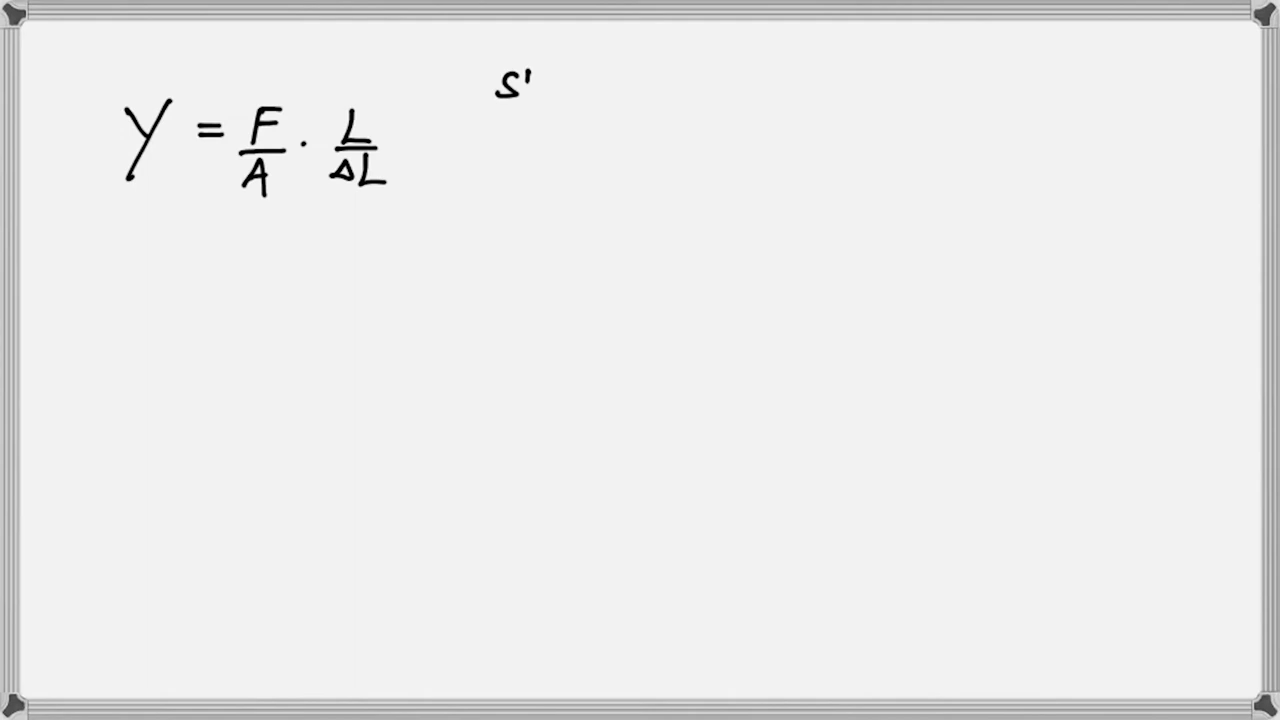 Y = F/A · L/ΔL
S'